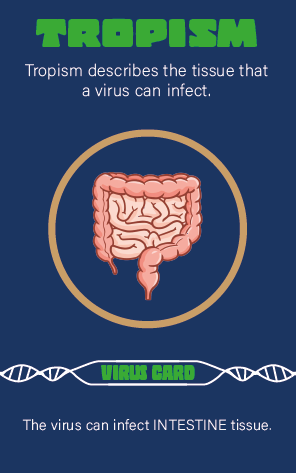 TROPISM
Tropism describes the tissue that
a virus can infect.
VIRUS CARD
The virus can infect INTESTINE tissue.